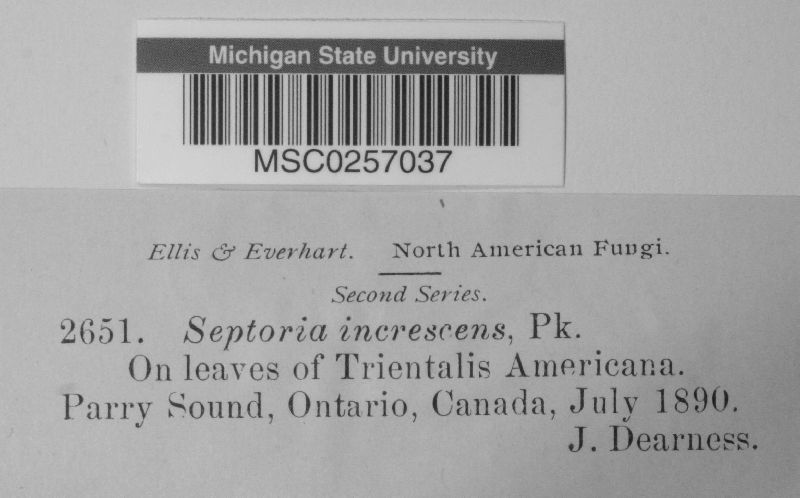 Michigan State University
MSC0257037
Ellis & Everhart. North American Fungi.
Second Series.
2651. Septoria increscens, Pk.
On leaves of Trientalis Americana.
Parry Sound, Ontario, Canada, July 1890.
J. Dearness.